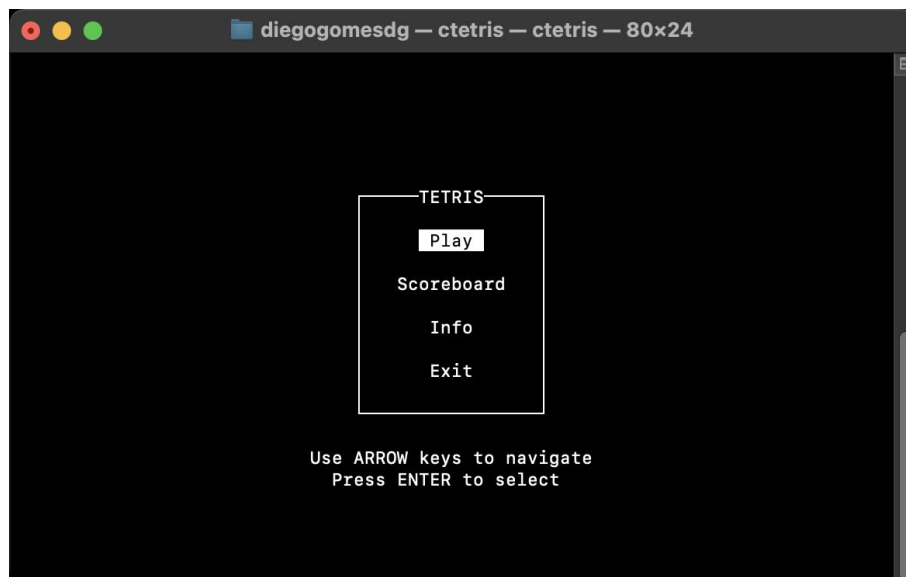 diegogomesdg — ctetris — ctetris — 80×24
TETRIS
Play
Scoreboard
Info
Exit
Use ARROW keys to navigate
Press ENTER to select